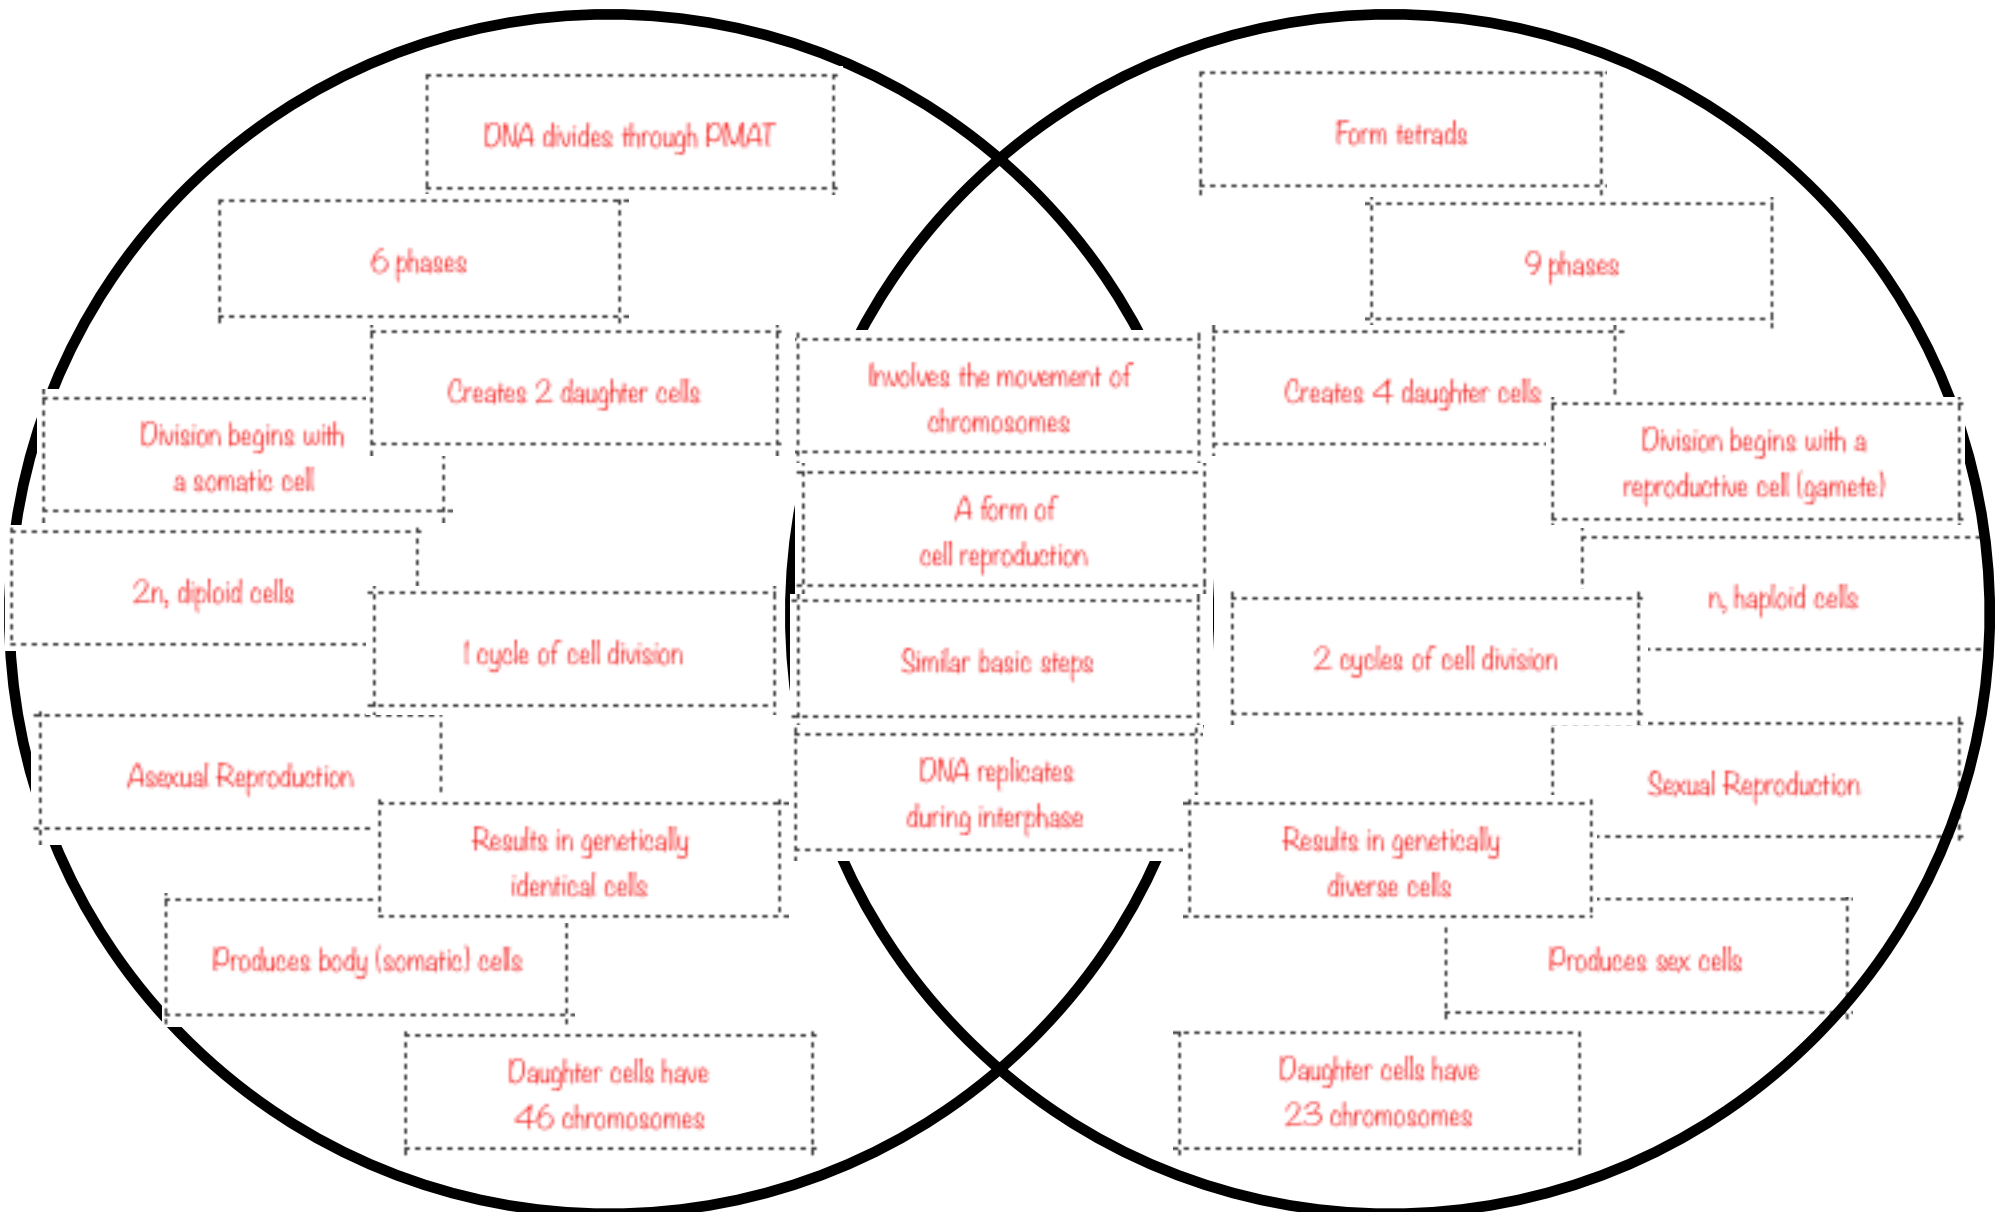 DNA divides through PMAT
6 phases
Creates 2 daughter cells
Division begins with
a somatic cell
2n, diploid cells
1 cycle of cell division
Asexual Reproduction
Results in genetically
identical cells
Produces body (somatic) cells
Daughter cells have
46 chromosomes
Involves the movement of
chromosomes
A form of
cell reproduction
Similar basic steps
DNA replicates
during interphase
Form tetrads
9 phases
Creates 4 daughter cells
Division begins with a
reproductive cell (gamete)
n, haploid cells
2 cycles of cell division
Sexual Reproduction
Results in genetically
diverse cells
Produces sex cells
Daughter cells have
23 chromosomes